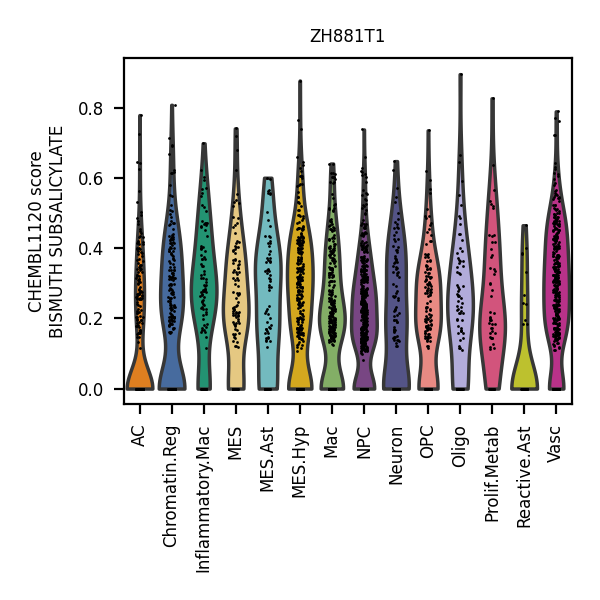 ZH881T1
CHEMBL1120 score
BISMUTH SUBSALICYLATE
0.8
0.6
0.4
0.2
0.0
AC
Chromatin.Reg
Inflammatory.Mac
MES
MES.Ast
MES.Hyp
Mac
NPC
Neuron
OPC
Oligo
Prolif.Metab
Reactive.Ast
Vasc